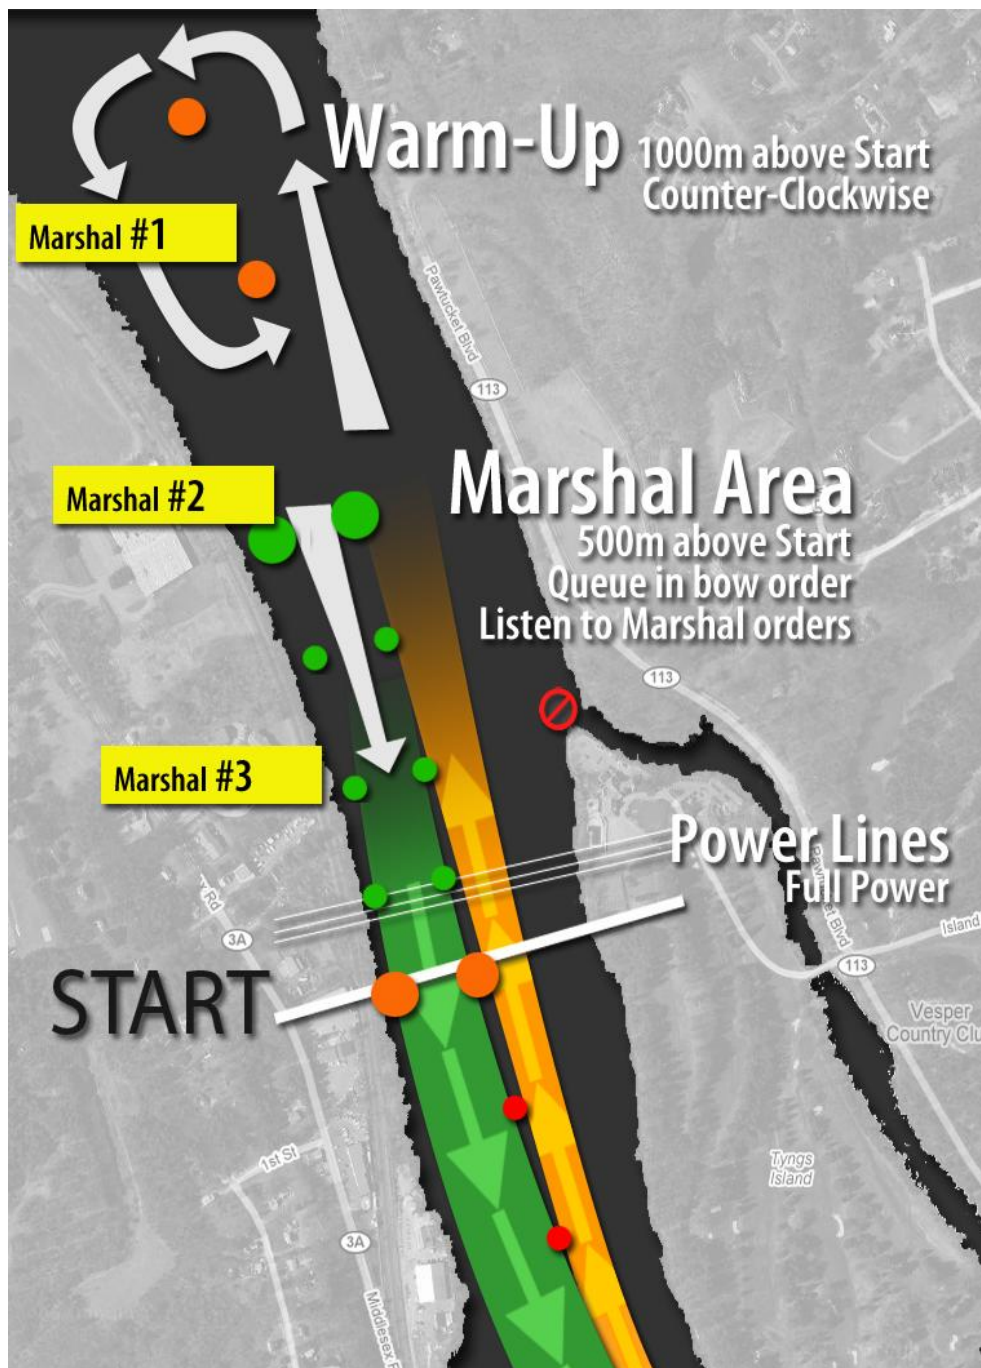 Warm-Up 1000m above Start
Counter-Clockwise
Marshal #1
Pawtucket Blvd
113
Marshal #2
Marshal Area
500m above Start
Queue in bow order
Listen to Marshal orders
113
Marshal #3
Power Lines
Full Power
Pawtucket Blvd
Rd
3A
Island
113
START
Vesper
Country Clu
1st St
Tyngs
Island
3A
Middlesex